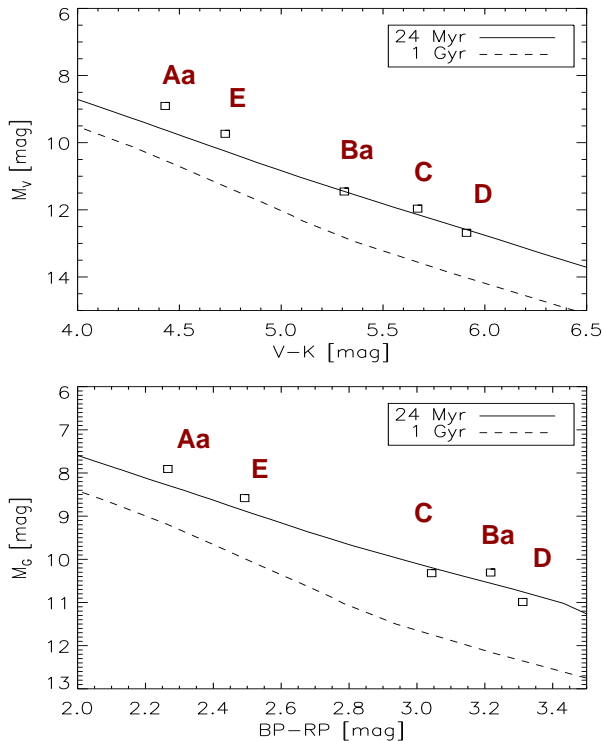 6
8
10
12
14
M_V [mag]
24 Myr
1 Gyr
Aa
E
Ba
C
D
4.0 4.5 5.0 5.5 6.0 6.5
V-K [mag]
6
7
8
9
10
11
12
13
M_G [mag]
24 Myr
1 Gyr
Aa
E
C
Ba
D
2.0 2.2 2.4 2.6 2.8 3.0 3.2 3.4
BP-RP [mag]